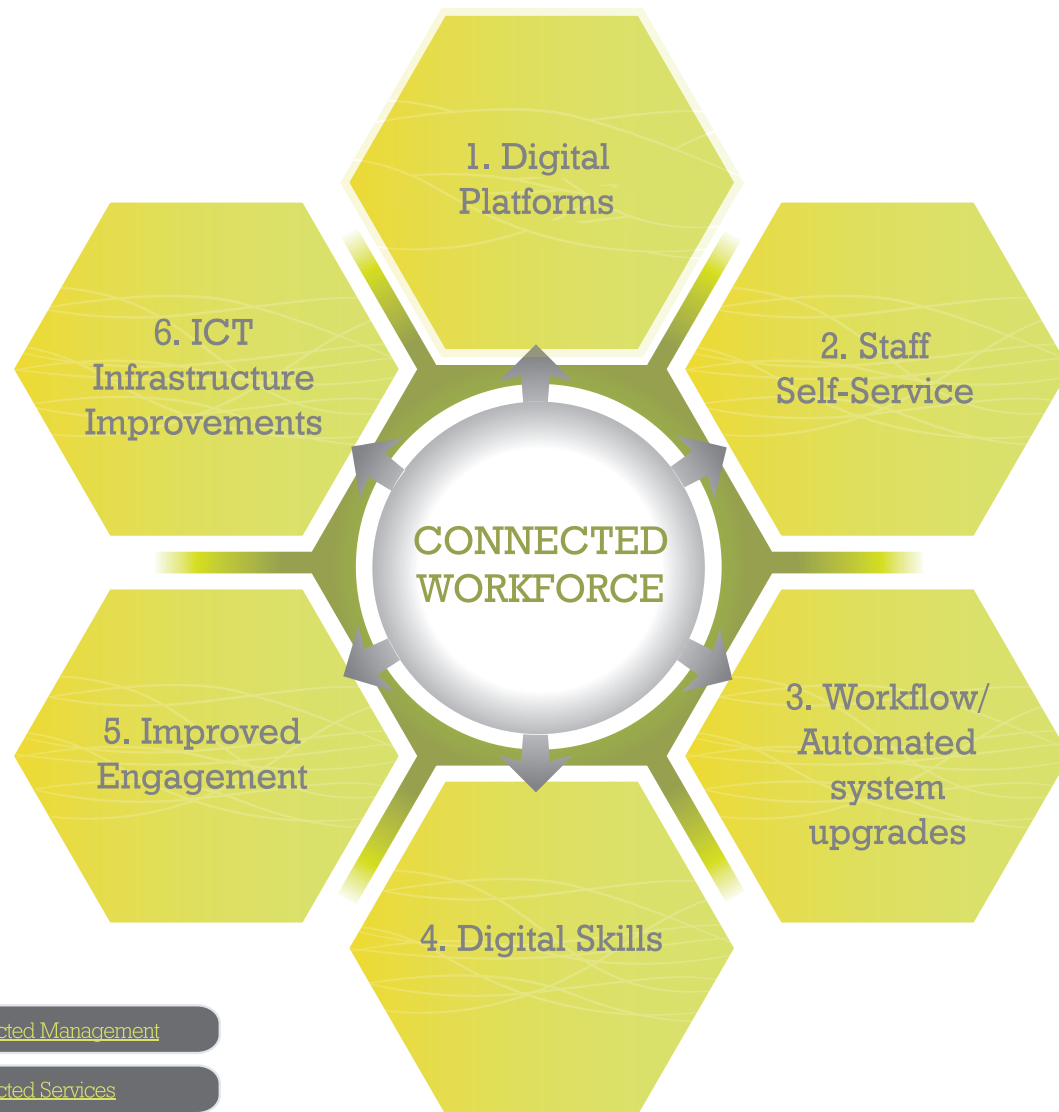 1. Digital
Platforms
2. Staff
Self-Service
3. Workflow/
Automated
system
upgrades
4. Digital Skills
5. Improved
Engagement
6. ICT
Infrastructure
Improvements
CONNECTED
WORKFORCE
cted Management
cted Services